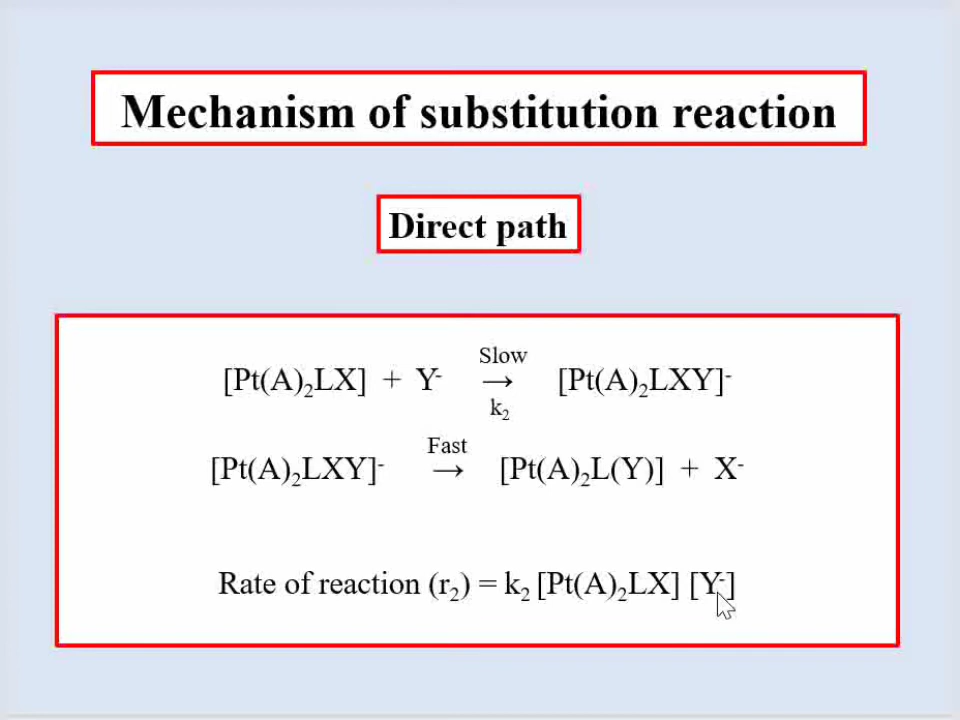 Mechanism of substitution reaction
Direct path
Slow
[Pt(A)₂LX] + Y⁻ → [Pt(A)₂LXY]⁻
k₂
Fast
[Pt(A)₂LXY]⁻ → [Pt(A)₂L(Y)] + X⁻
Rate of reaction (r₂) = k₂ [Pt(A)₂LX] [Y⁻]